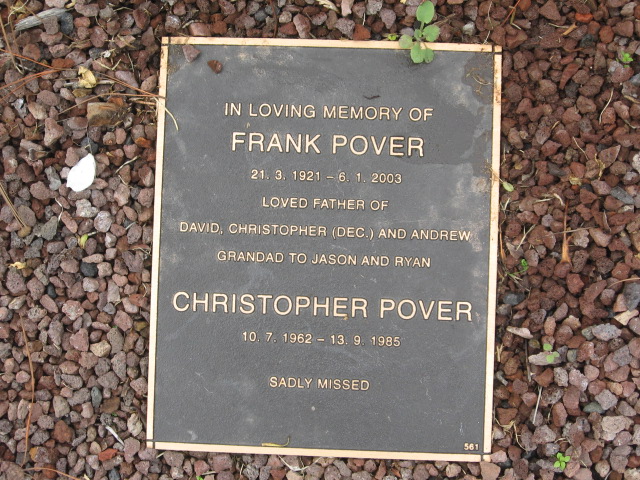 IN LOVING MEMORY OF
FRANK POVER
21. 3. 1921 – 6. 1. 2003
LOVED FATHER OF
DAVID, CHRISTOPHER (DEC.) AND ANDREW
GRANDAD TO JASON AND RYAN
CHRISTOPHER POVER
10. 7. 1962 – 13. 9. 1985
SADLY MISSED
561